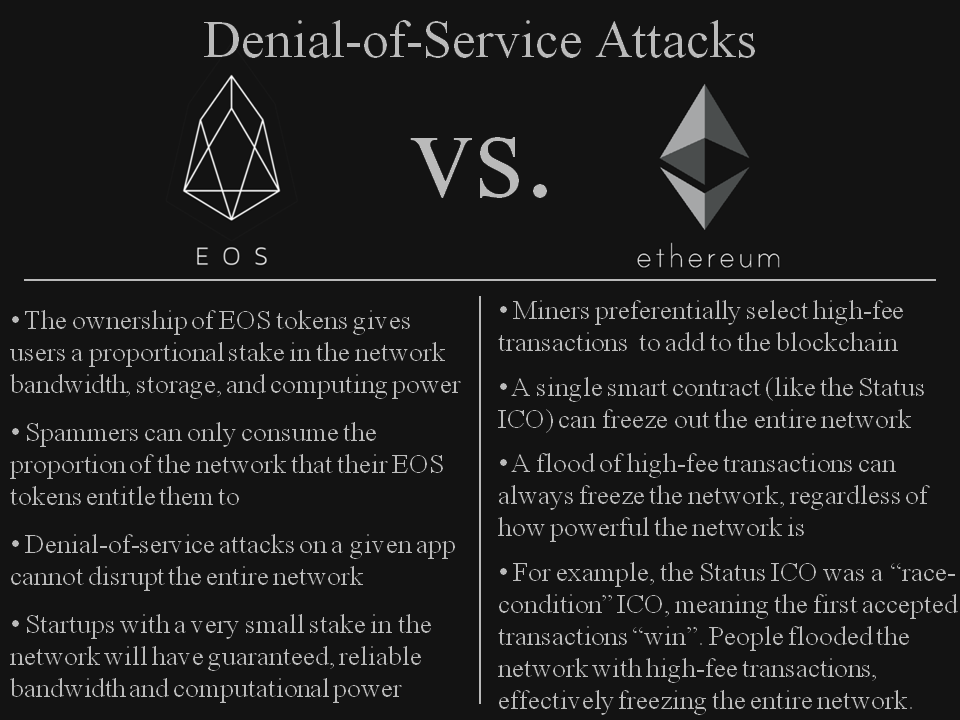 Denial-of-Service Attacks
vs.
EOS
ethereum
• The ownership of EOS tokens gives
users a proportional stake in the network
bandwidth, storage, and computing power
• Spammers can only consume the
proportion of the network that their EOS
tokens entitle them to
• Denial-of-service attacks on a given app
cannot disrupt the entire network
• Startups with a very small stake in the
network will have guaranteed, reliable
bandwidth and computational power
• Miners preferentially select high-fee
transactions to add to the blockchain
• A single smart contract (like the Status
ICO) can freeze out the entire network
• A flood of high-fee transactions can
always freeze the network, regardless of
how powerful the network is
• For example, the Status ICO was a “race-
condition” ICO, meaning the first accepted
transactions “win”. People flooded the
network with high-fee transactions,
effectively freezing the entire network.